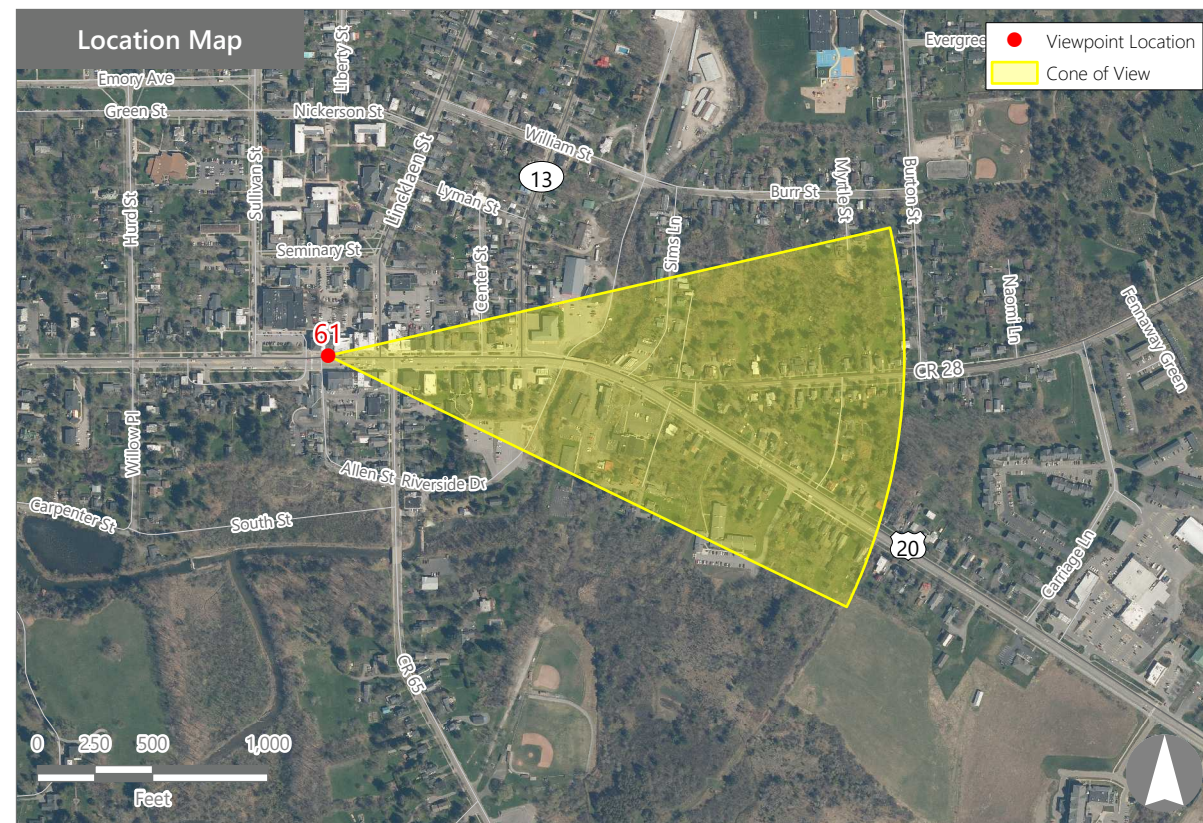 Location Map
Viewpoint Location
Cone of View
Liberty St
Emory Ave
Green St
Nickerson St
Evergree
William St
Lincklaen St
13
Sullivan St
Hurd St
Lyman St
Burr St
Myrtle St
Burton St
Sims Ln
Seminary St
Center St
Naomi Ln
Fennaway Green
61
CR 28
Willow Pl
Allen St
Riverside Dr
Carpenter St
South St
20
Carriage Ln
CR 65
0 250 500 1,000
Feet